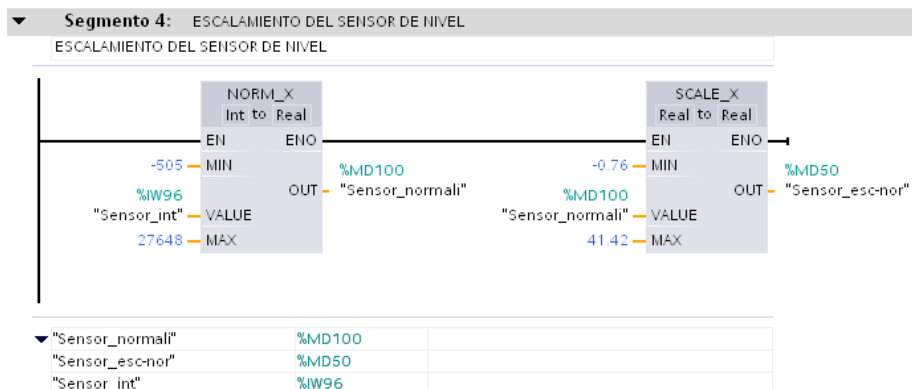 Segmento 4: ESCALAMIENTO DEL SENSOR DE NIVEL
ESCALAMIENTO DEL SENSOR DE NIVEL
NORM_X
Int to Real
EN ENO
-505 MIN
%MD100
OUT "Sensor_normali"
%IW96
"Sensor_int" VALUE
27648 MAX
SCALE_X
Real to Real
EN ENO
-0.76 MIN
%MD50
OUT "Sensor_esc-nor"
%MD100
"Sensor_normali" VALUE
41.42 MAX
"Sensor_normali" %MD100
"Sensor_esc-nor" %MD50
"Sensor_int" %IW96